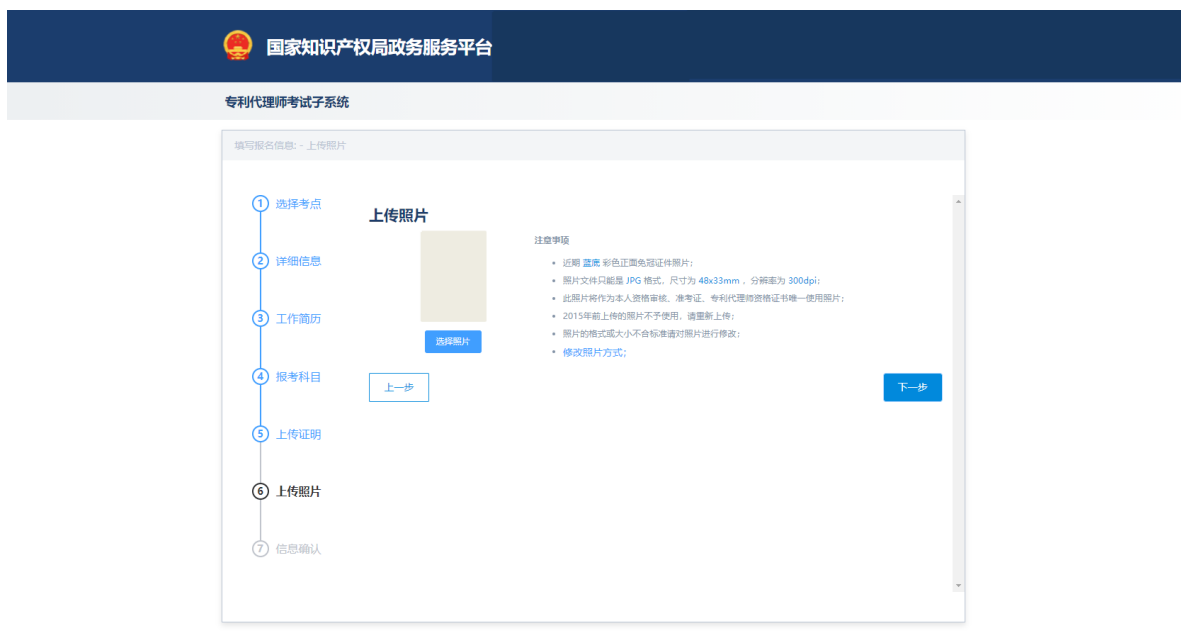 国家知识产权局政务服务平台
专利代理师考试子系统
填写报名信息: - 上传照片
1 选择考点
2 详细信息
3 工作简历
4 报考科目
5 上传证明
6 上传照片
7 信息确认
上传照片
选择照片
注意事项
• 近期 蓝底 彩色正面免冠证件照片;
• 照片文件只能是 JPG 格式、尺寸为 48x33mm , 分辨率为 300dpi;
• 此照片将作为本人资格审核、准考证、专利代理师资格证书唯一使用照片;
• 2015年前上传的照片不予使用, 请重新上传;
• 照片的格式或大小不合标准请对照片进行修改;
• 修改照片方式;
上一步
下一步